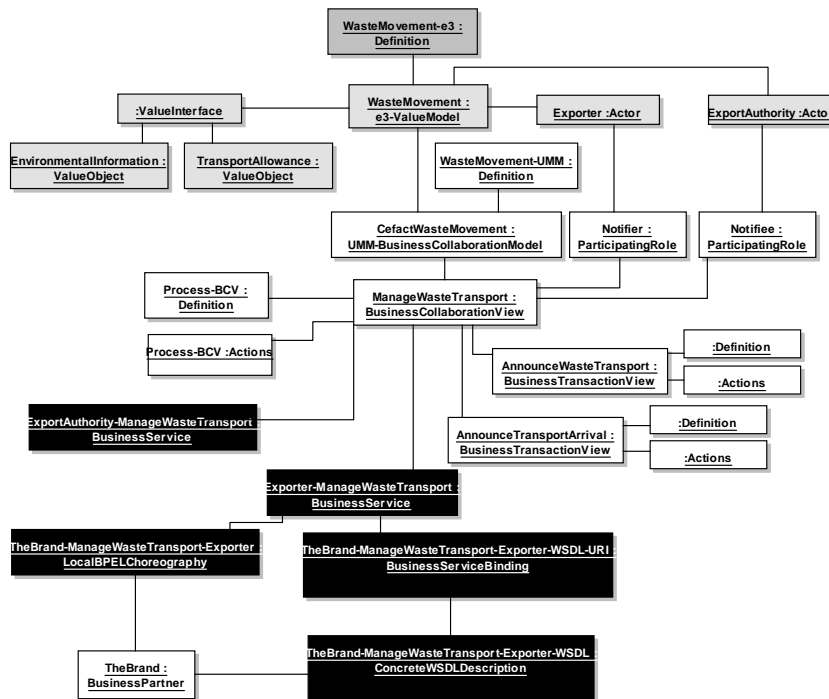 WasteMovement-e3 :
Definition
:ValueInterface
WasteMovement :
e3-ValueModel
Exporter :Actor
ExportAuthority :Acto
EnvironmentalInformation :
ValueObject
TransportAllowance :
ValueObject
WasteMovement-UMM :
Definition
CefactWasteMovement :
UMM-BusinessCollaborationModel
Notifier :
ParticipatingRole
Notifiee :
ParticipatingRole
Process-BCV :
Definition
ManageWasteTransport :
BusinessCollaborationView
Process-BCV :Actions
:Definition
AnnounceWasteTransport :
BusinessTransactionView
:Actions
ExportAuthority-ManageWasteTransport :
BusinessService
AnnounceTransportArrival :
BusinessTransactionView
:Definition
:Actions
Exporter-ManageWasteTransport :
BusinessService
TheBrand-ManageWasteTransport-Exporter :
LocalBPELChoreography
TheBrand-ManageWasteTransport-Exporter-WSDL-URI :
BusinessServiceBinding
TheBrand :
BusinessPartner
TheBrand-ManageWasteTransport-Exporter-WSDL :
ConcreteWSDLDescription